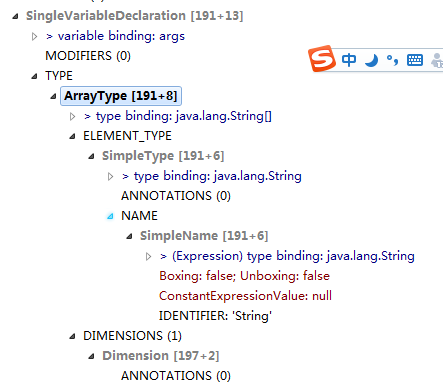 SingleVariableDeclaration [191+13]
> variable binding: args
MODIFIERS (0)
S 中
TYPE
ArrayType [191+8]
> type binding: java.lang.String[]
ELEMENT_TYPE
SimpleType [191+6]
> type binding: java.lang.String
ANNOTATIONS (0)
NAME
SimpleName [191+6]
> (Expression) type binding: java.lang.String
Boxing: false; Unboxing: false
ConstantExpressionValue: null
IDENTIFIER: 'String'
DIMENSIONS (1)
Dimension [197+2]
ANNOTATIONS (0)